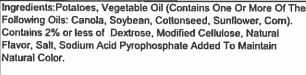 Ingredients:Potatoes, Vegetable Oil (Contains One Or More Of The
Following Oils: Canola, Soybean, Cottonseed, Sunflower, Corn).
Contains 2% or less of Dextrose, Modified Cellulose, Natural
Flavor, Salt, Sodium Acid Pyrophosphate Added To Maintain
Natural Color.